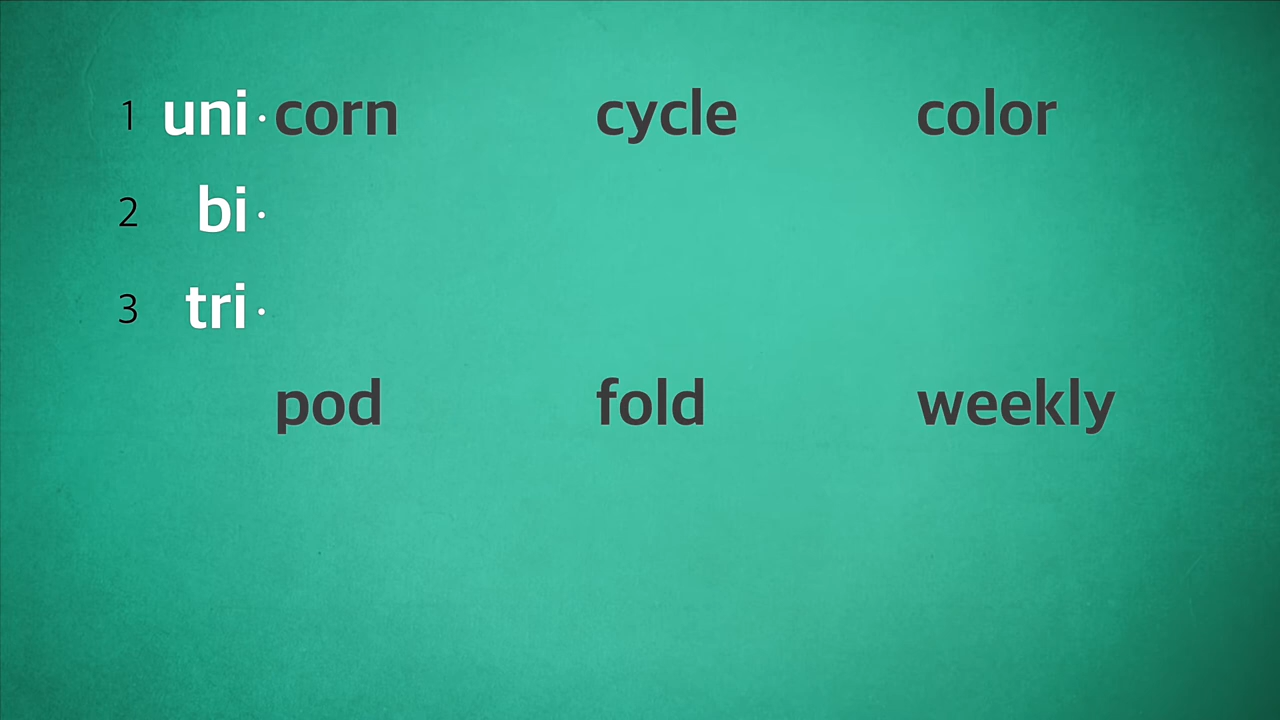 1 uni·corn cycle color
2 bi·
3 tri·
pod fold weekly